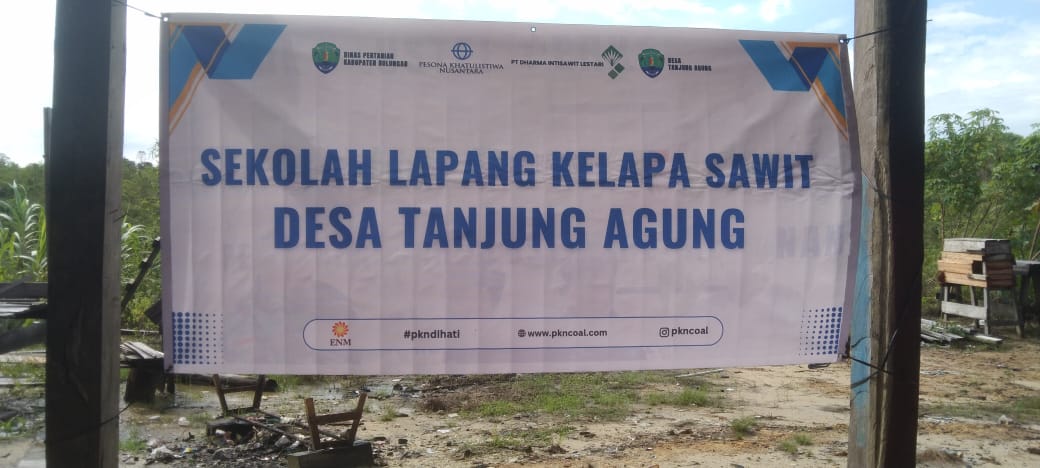 DINAS PERTANIAN
KABUPATEN BULUNGAN
PESONA KHATULISTIWA
NUSANTARA
PT DHARMA INTISAWIT LESTARI
DESA
TANJUNG AGUNG
SEKOLAH LAPANG KELAPA SAWIT
DESA TANJUNG AGUNG
ENM
#pkndihati
www.pkncoal.com
pkncoal